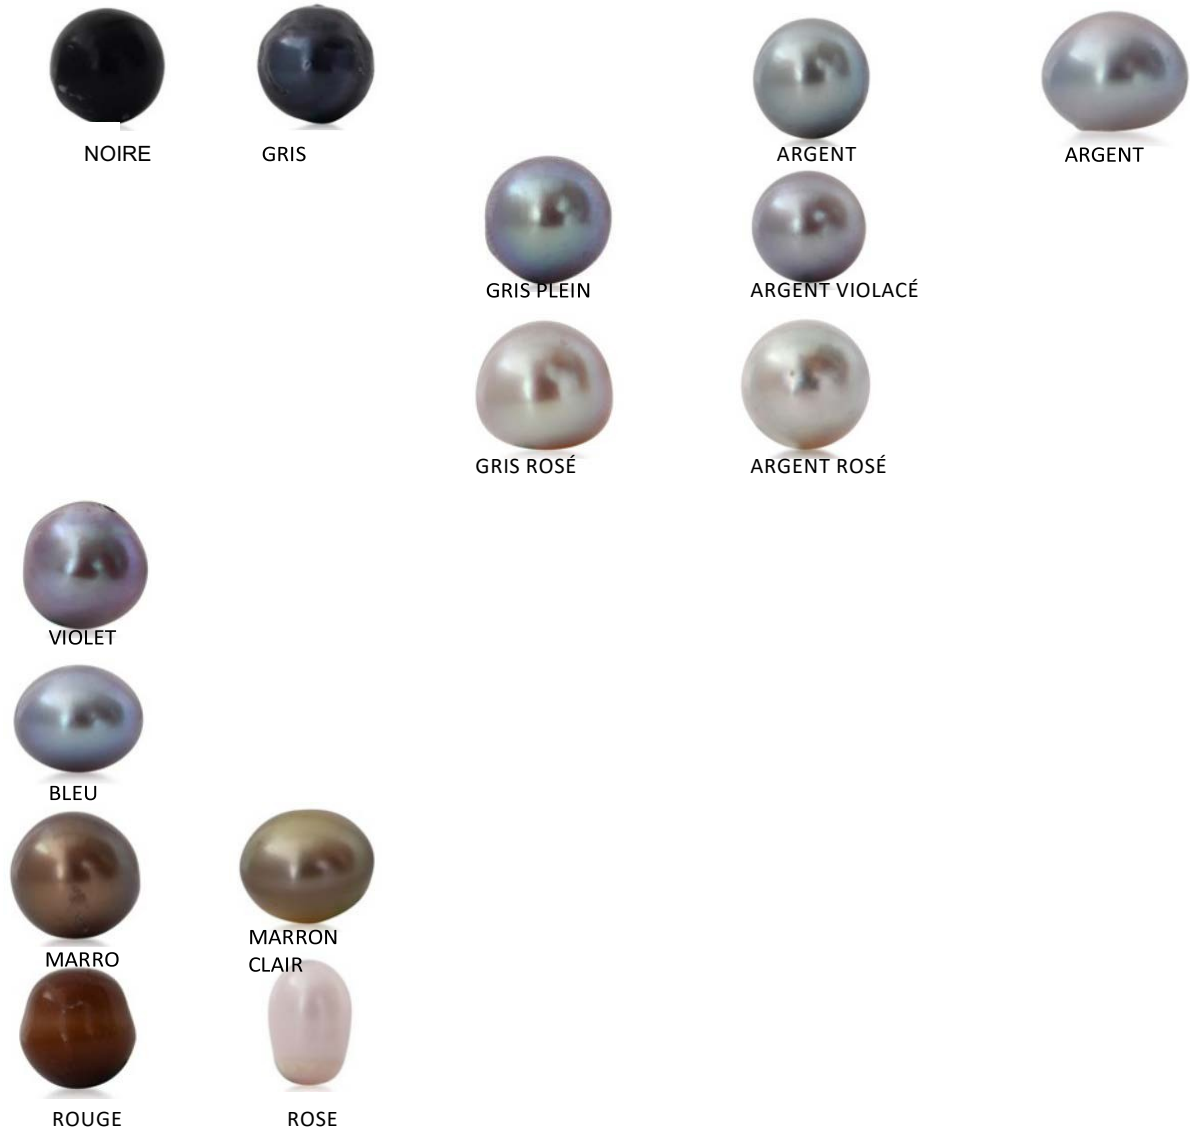 NOIRE
GRIS
ARGENT
ARGENT
GRIS PLEIN
ARGENT VIOLACÉ
GRIS ROSÉ
ARGENT ROSÉ
VIOLET
BLEU
MARRON
CLAIR
MARRO
ROUGE
ROSE